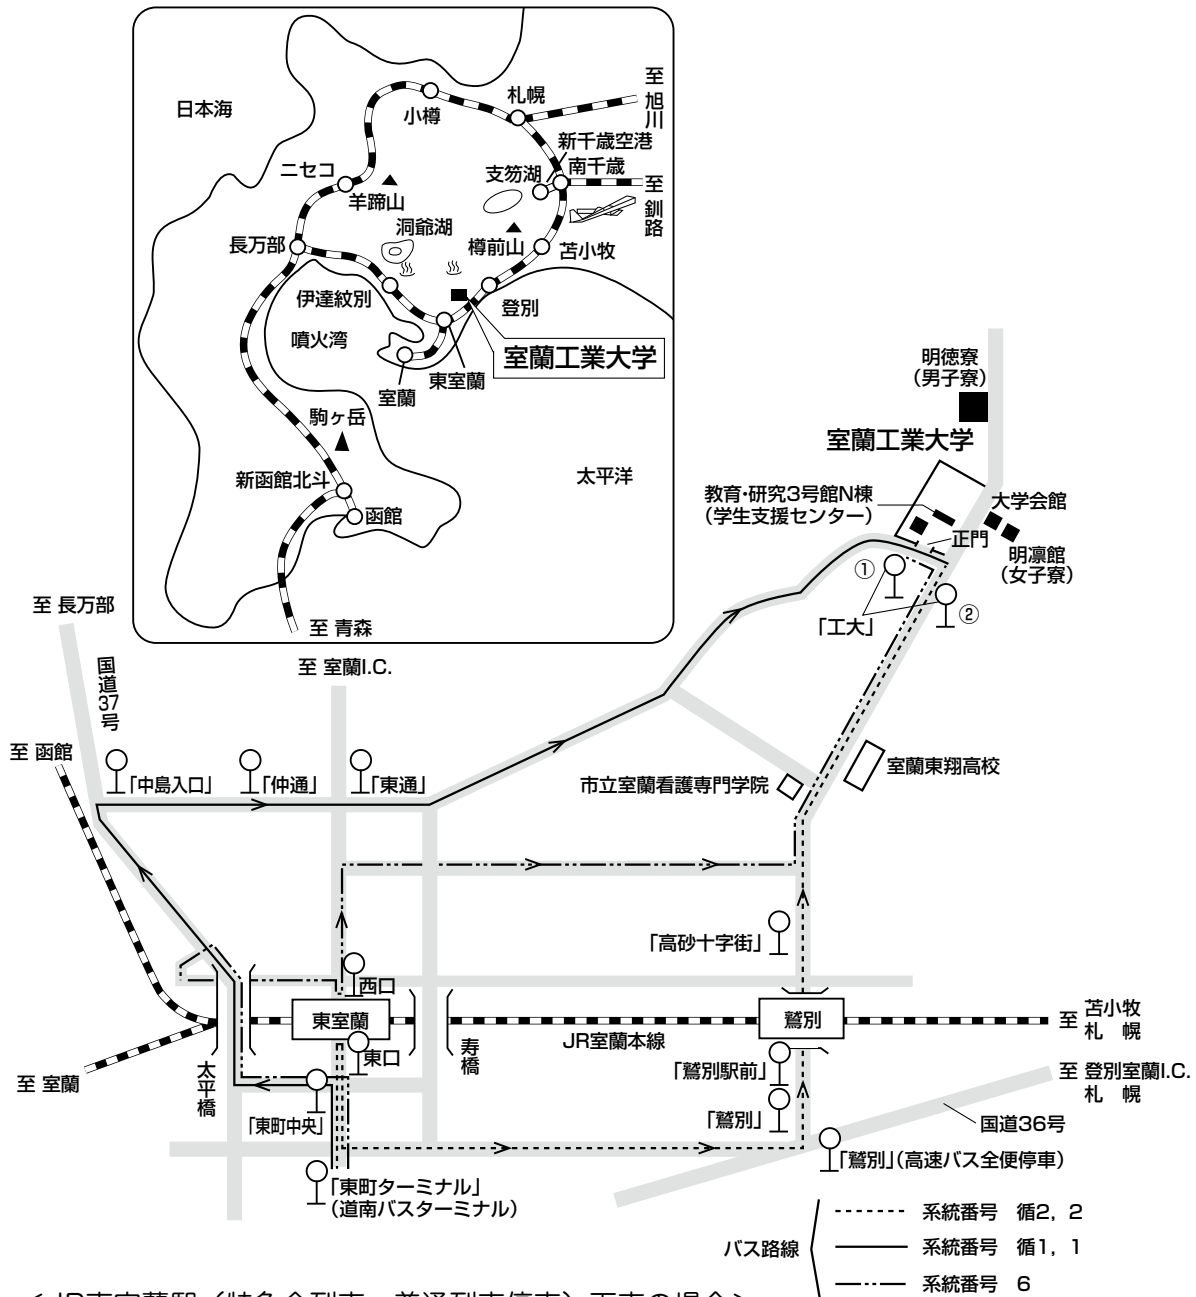 日本海
小樽
札幌
至 旭川
新千歳空港
支笏湖
南千歳
至 釧路
ニセコ
羊蹄山
洞爺湖
樽前山
苫小牧
長万部
伊達紋別
登別
噴火湾
室蘭工業大学
東室蘭
室蘭
駒ヶ岳
太平洋
新函館北斗
函館
至 青森
明徳寮
(男子寮)
室蘭工業大学
教育・研究3号館N棟
(学生支援センター)
大学会館
正門
明凛館
(女子寮)
①
②
「工大」
至 長万部
至 室蘭I.C.
国道37号
至 函館
「中島入口」
「仲通」
「東通」
市立室蘭看護専門学院
室蘭東翔高校
「高砂十字街」
西口
東室蘭
東口
寿橋
JR室蘭本線
鷲別
至 苫小牧
札　幌
至 室蘭
太平橋
「鷲別駅前」
「鷲別」
至 登別室蘭I.C.
札　幌
国道36号
「東町中央」
「鷲別」(高速バス全便停車)
「東町ターミナル」
(道南バスターミナル)
バス路線
系統番号　循2，2
系統番号　循1，1
系統番号　6